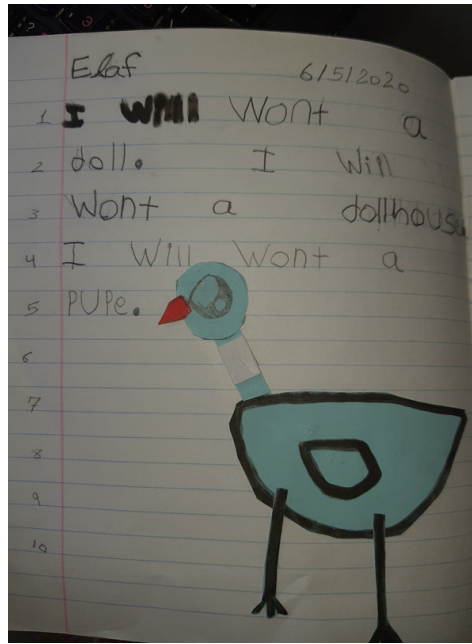 Elaf 6/5/2020
1 I Will Wont a
2 doll. I Will
3 Wont a dollhouse
4 I Will Wont a
5 PUPe.
6
7
8
9
10